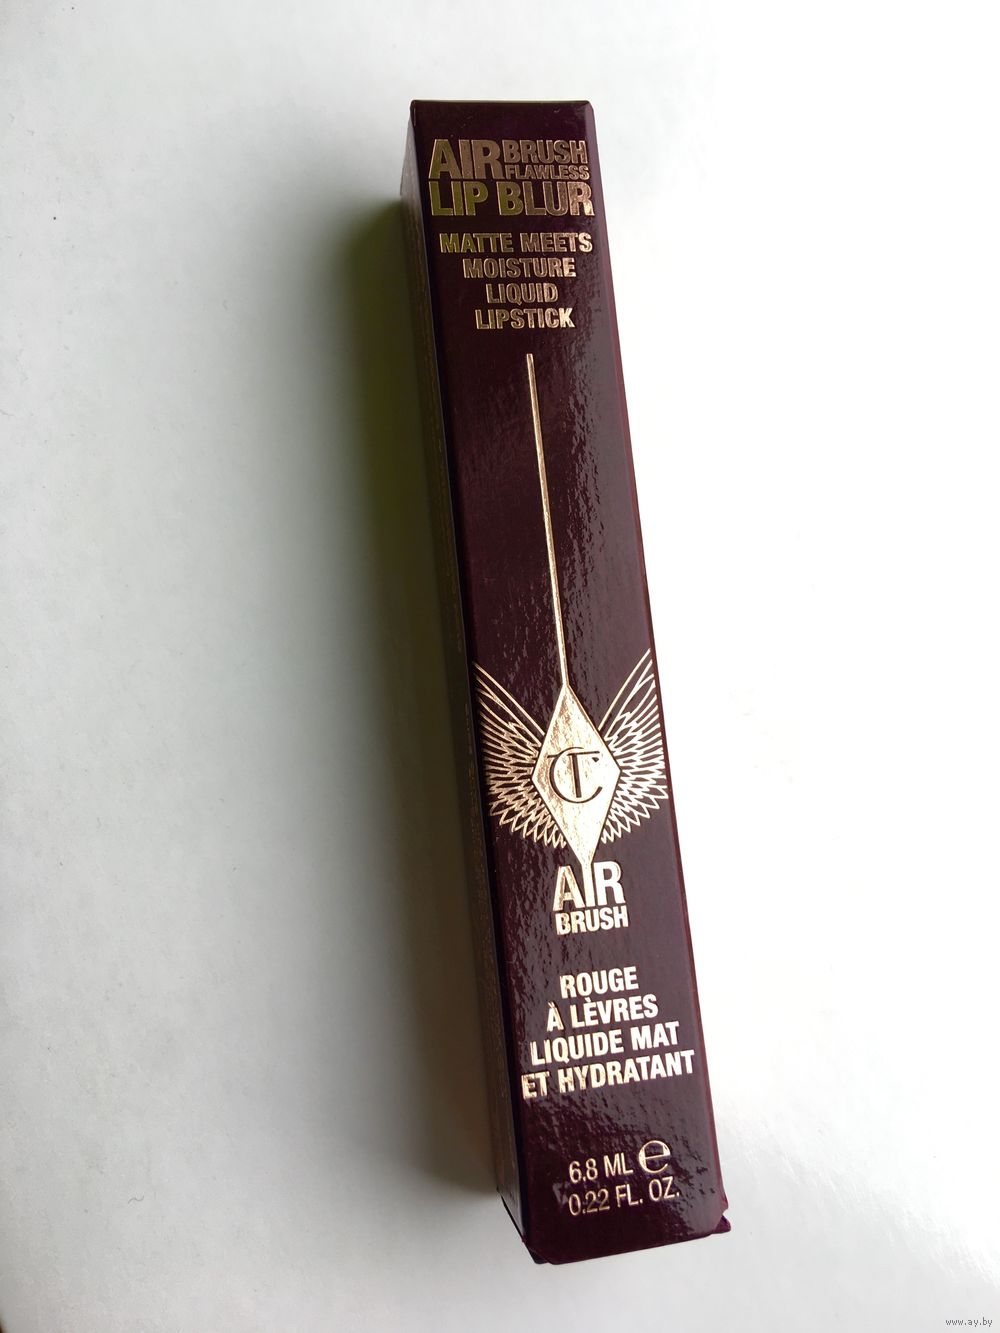 AIR BRUSH
FLAWLESS
LIP BLUR
MATTE MEETS
MOISTURE
LIQUID
LIPSTICK
CT
AIR
BRUSH
ROUGE
À LÈVRES
LIQUIDE MAT
ET HYDRATANT
6.8 ML e
0.22 FL. OZ.
www.ay.by